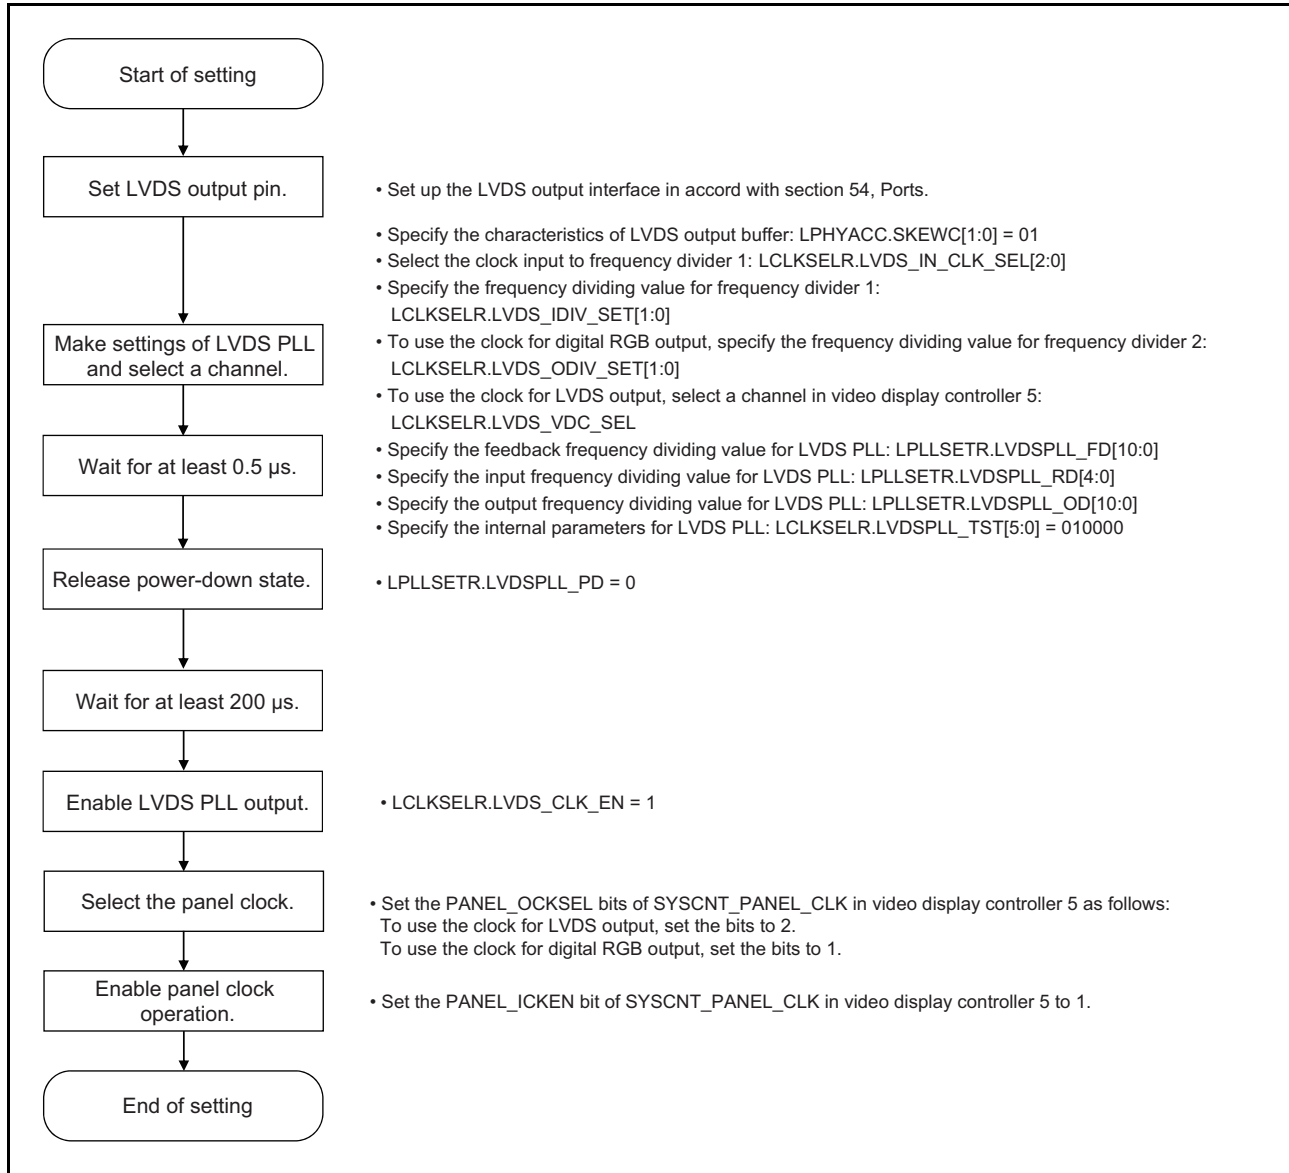 Start of setting
Set LVDS output pin.
• Set up the LVDS output interface in accord with section 54, Ports.
• Specify the characteristics of LVDS output buffer: LPHYACC.SKEWC[1:0] = 01
• Select the clock input to frequency divider 1: LCLKSELR.LVDS_IN_CLK_SEL[2:0]
• Specify the frequency dividing value for frequency divider 1:
LCLKSELR.LVDS_IDIV_SET[1:0]
Make settings of LVDS PLL
and select a channel.
• To use the clock for digital RGB output, specify the frequency dividing value for frequency divider 2:
LCLKSELR.LVDS_ODIV_SET[1:0]
• To use the clock for LVDS output, select a channel in video display controller 5:
LCLKSELR.LVDS_VDC_SEL
• Specify the feedback frequency dividing value for LVDS PLL: LPLLSETR.LVDSPLL_FD[10:0]
Wait for at least 0.5 µs.
• Specify the input frequency dividing value for LVDS PLL: LPLLSETR.LVDSPLL_RD[4:0]
• Specify the output frequency dividing value for LVDS PLL: LPLLSETR.LVDSPLL_OD[10:0]
• Specify the internal parameters for LVDS PLL: LCLKSELR.LVDSPLL_TST[5:0] = 010000
Release power-down state.
• LPLLSETR.LVDSPLL_PD = 0
Wait for at least 200 µs.
Enable LVDS PLL output.
• LCLKSELR.LVDS_CLK_EN = 1
Select the panel clock.
• Set the PANEL_OCKSEL bits of SYSCNT_PANEL_CLK in video display controller 5 as follows:
To use the clock for LVDS output, set the bits to 2.
To use the clock for digital RGB output, set the bits to 1.
Enable panel clock
operation.
• Set the PANEL_ICKEN bit of SYSCNT_PANEL_CLK in video display controller 5 to 1.
End of setting